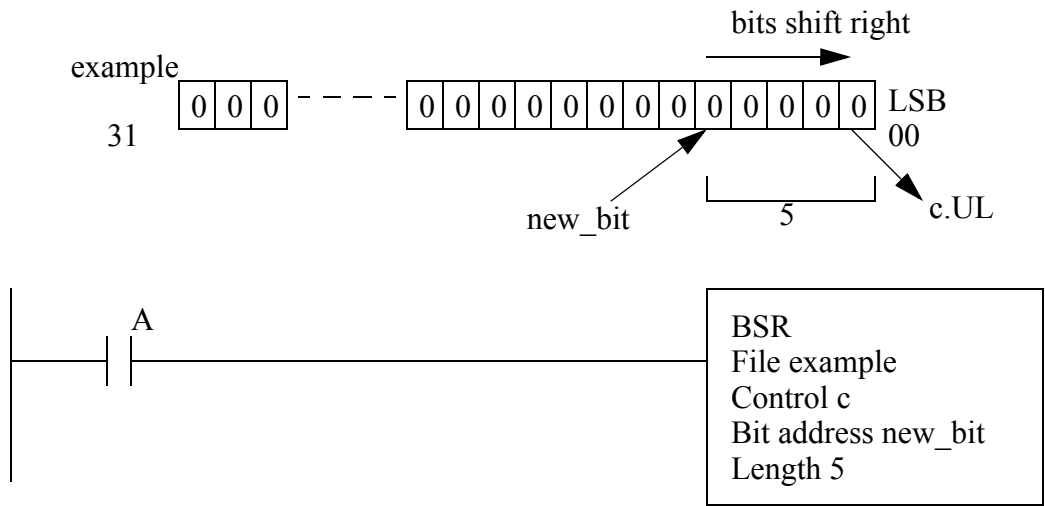 bits shift right
example
0 0 0 0 0 0 0 0 0 0 0 0 0 0 0 0 LSB
31 00
new_bit 5 c.UL
A
BSR
File example
Control c
Bit address new_bit
Length 5